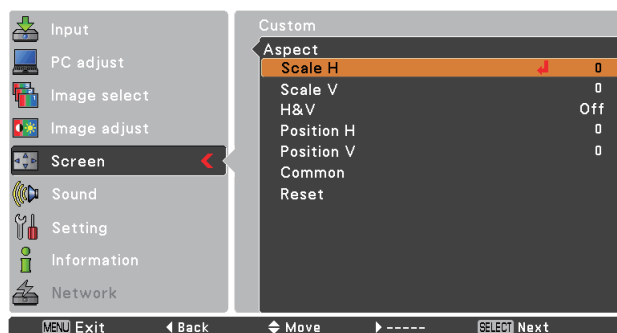 Input
PC adjust
Image select
Image adjust
Screen
Sound
Setting
Information
Network
Custom
Aspect
Scale H 0
Scale V 0
H&V Off
Position H 0
Position V 0
Common
Reset
MENU Exit Back Move ----- SELECT Next